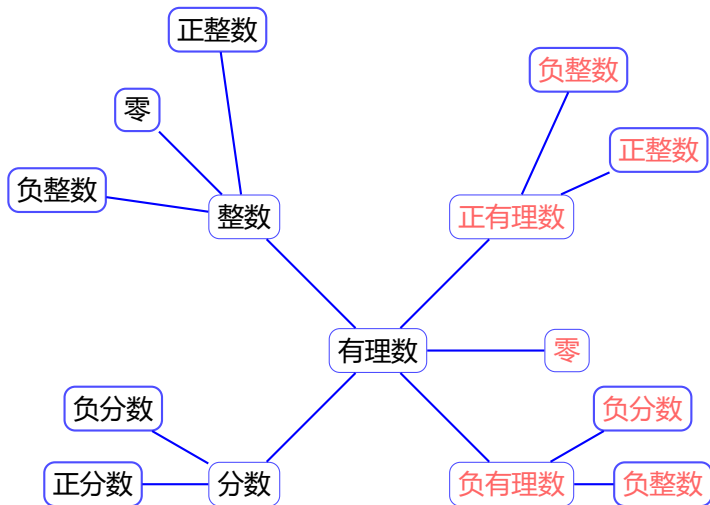 正整数
负整数
零
正整数
负整数
整数
正有理数
有理数
零
负分数
负分数
正分数
分数
负有理数
负整数